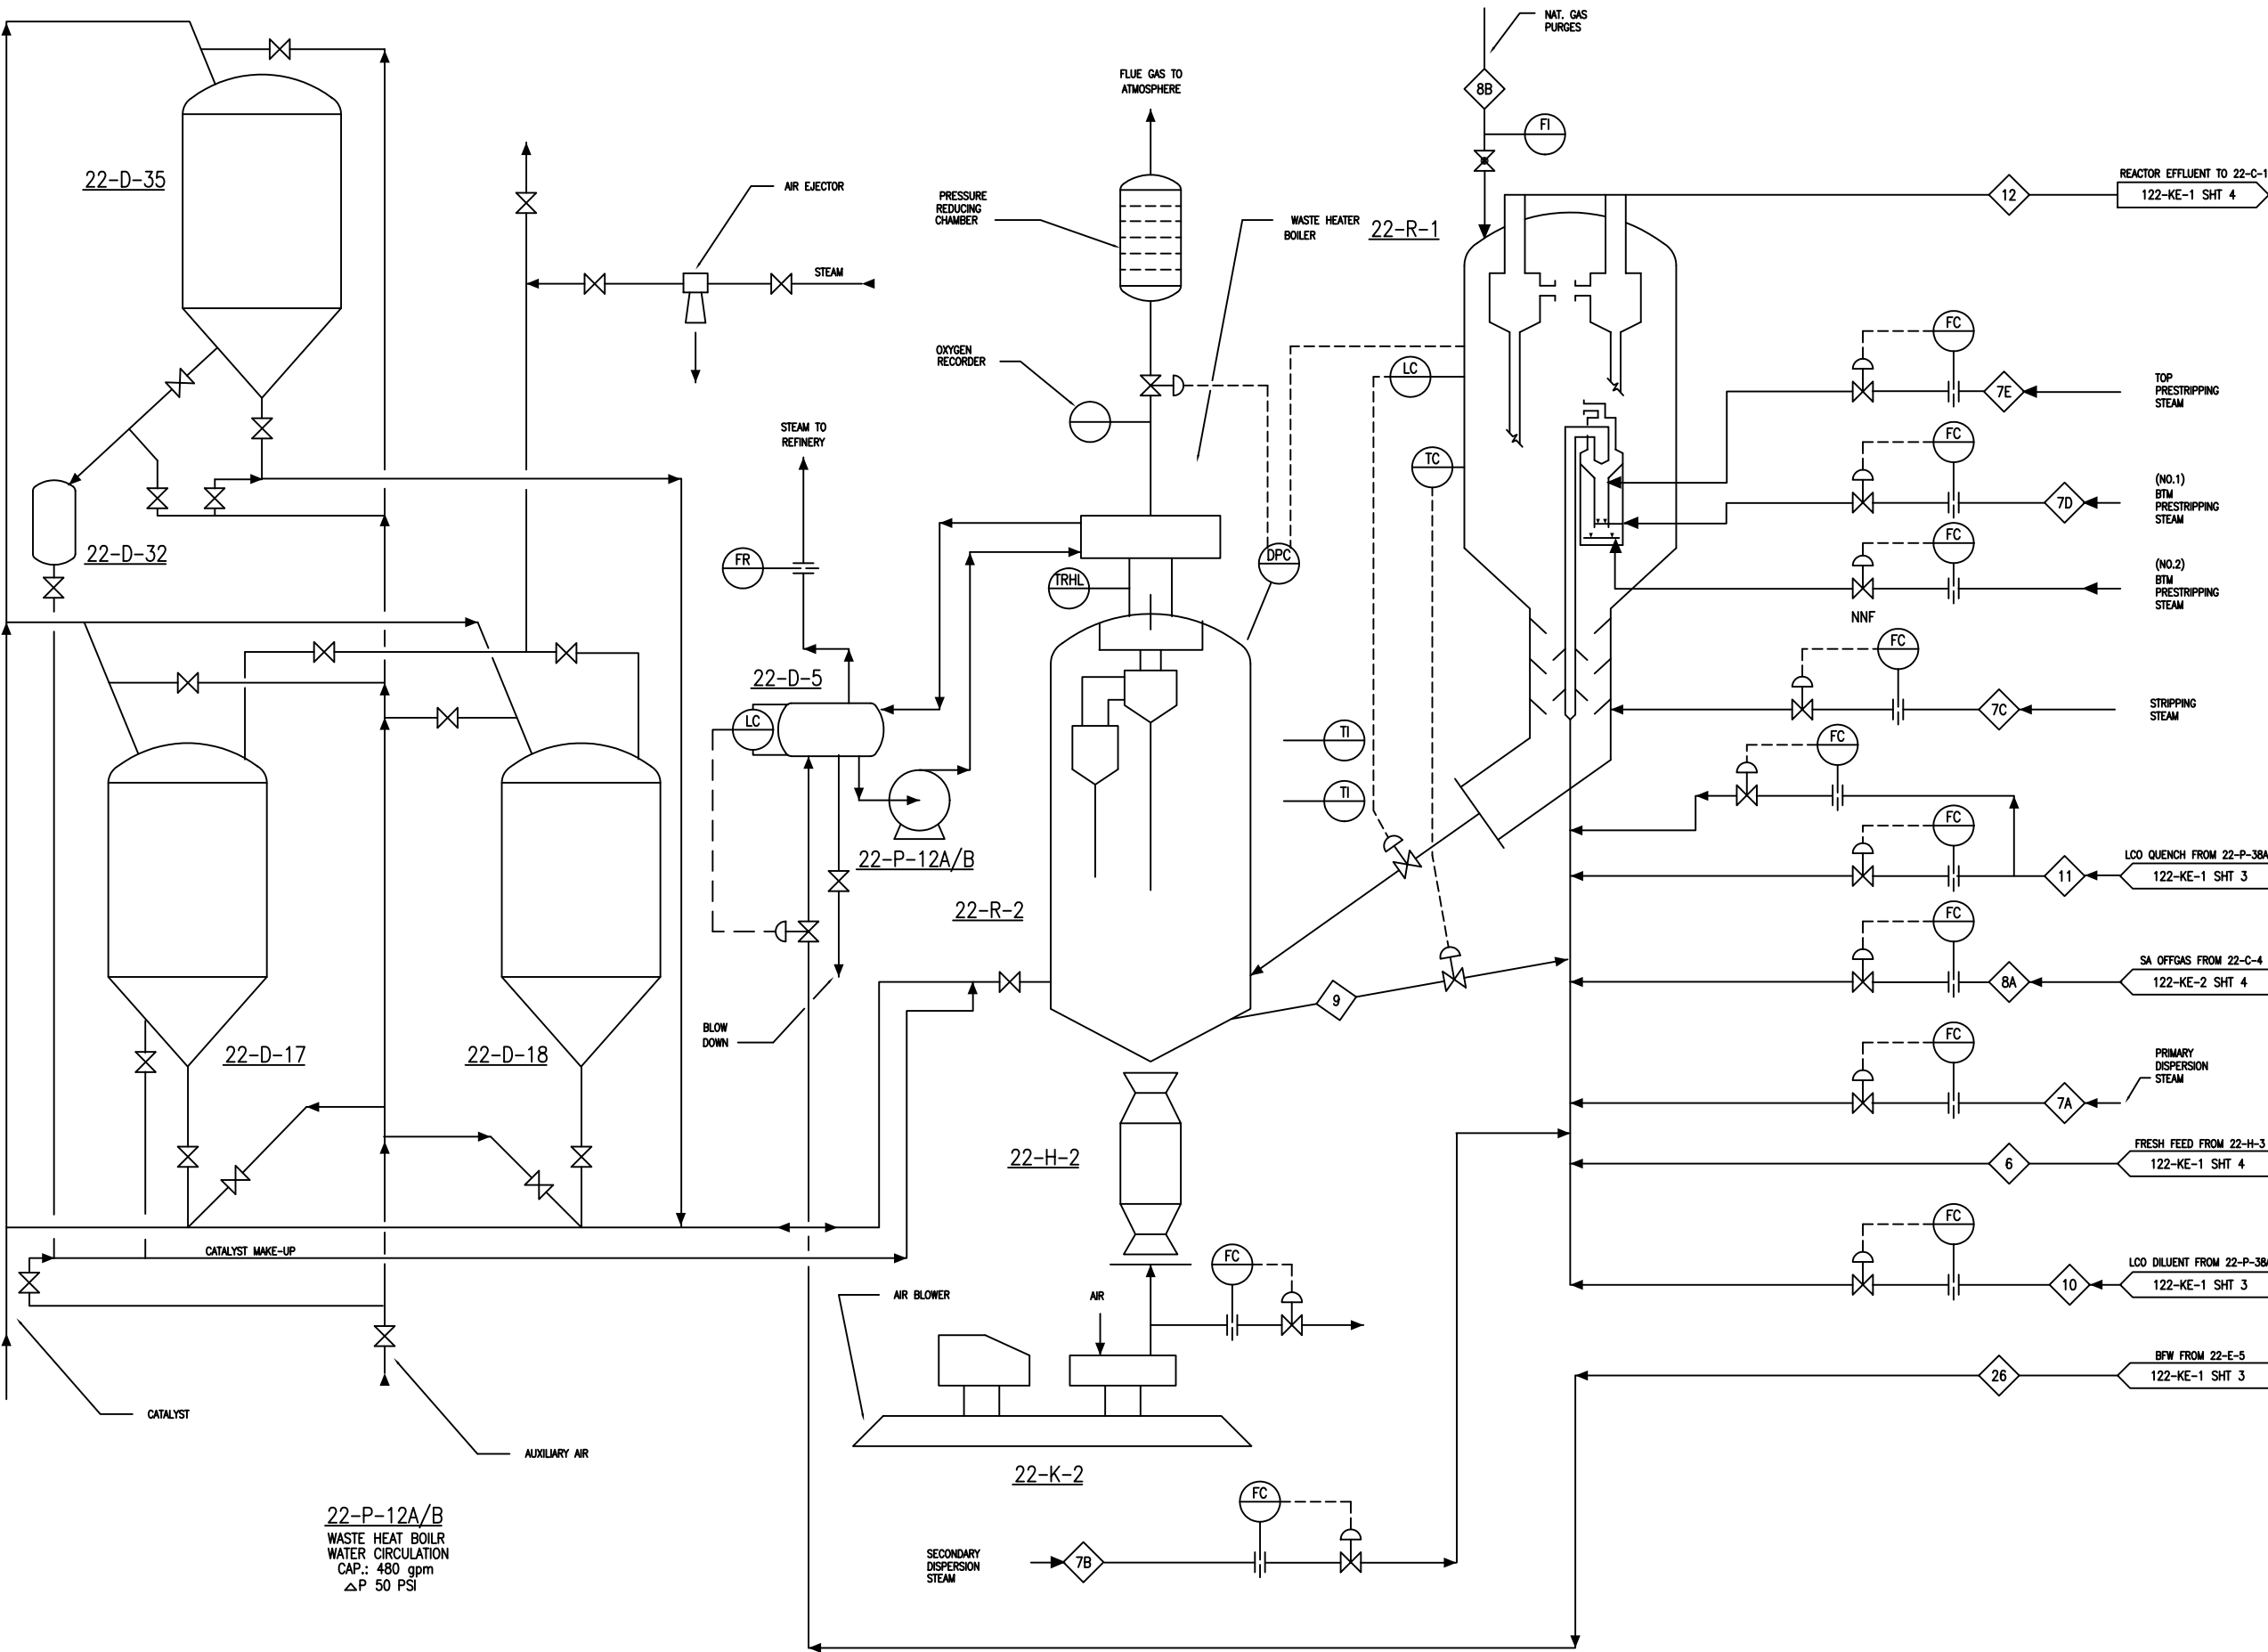 NAT. GAS
PURGES
8B
FI
FLUE GAS TO
ATMOSPHERE
REACTOR EFFLUENT TO 22-C-1
12
122-KE-1 SHT 4
22-D-35
AIR EJECTOR
PRESSURE
REDUCING
CHAMBER
WASTE HEATER
BOILER
22-R-1
STEAM
OXYGEN
RECORDER
LC
FC
7E
TOP
PRESTRIPPING
STEAM
STEAM TO
REFINERY
TC
FC
7D
(NO.1)
BTM
PRESTRIPPING
STEAM
22-D-32
FR
TRHL
DPC
FC
(NO.2)
BTM
PRESTRIPPING
STEAM
NNF
22-D-5
LC
FC
7C
STRIPPING
STEAM
TI
FC
TI
FC
22-P-12A/B
11
LCO QUENCH FROM 22-P-38A
122-KE-1 SHT 3
22-R-2
FC
8A
SA OFFGAS FROM 22-C-4
122-KE-2 SHT 4
9
BLOW
DOWN
22-D-17
22-D-18
FC
7A
PRIMARY
DISPERSION
STEAM
22-H-2
6
FRESH FEED FROM 22-H-3
122-KE-1 SHT 4
CATALYST MAKE-UP
FC
FC
10
LCO DILUENT FROM 22-P-38A
122-KE-1 SHT 3
AIR BLOWER
AIR
26
BFW FROM 22-E-5
122-KE-1 SHT 3
CATALYST
AUXILIARY AIR
22-K-2
22-P-12A/B
WASTE HEAT BOILR
WATER CIRCULATION
CAP.: 480 gpm
△P 50 PSI
FC
SECONDARY
DISPERSION
STEAM
7B